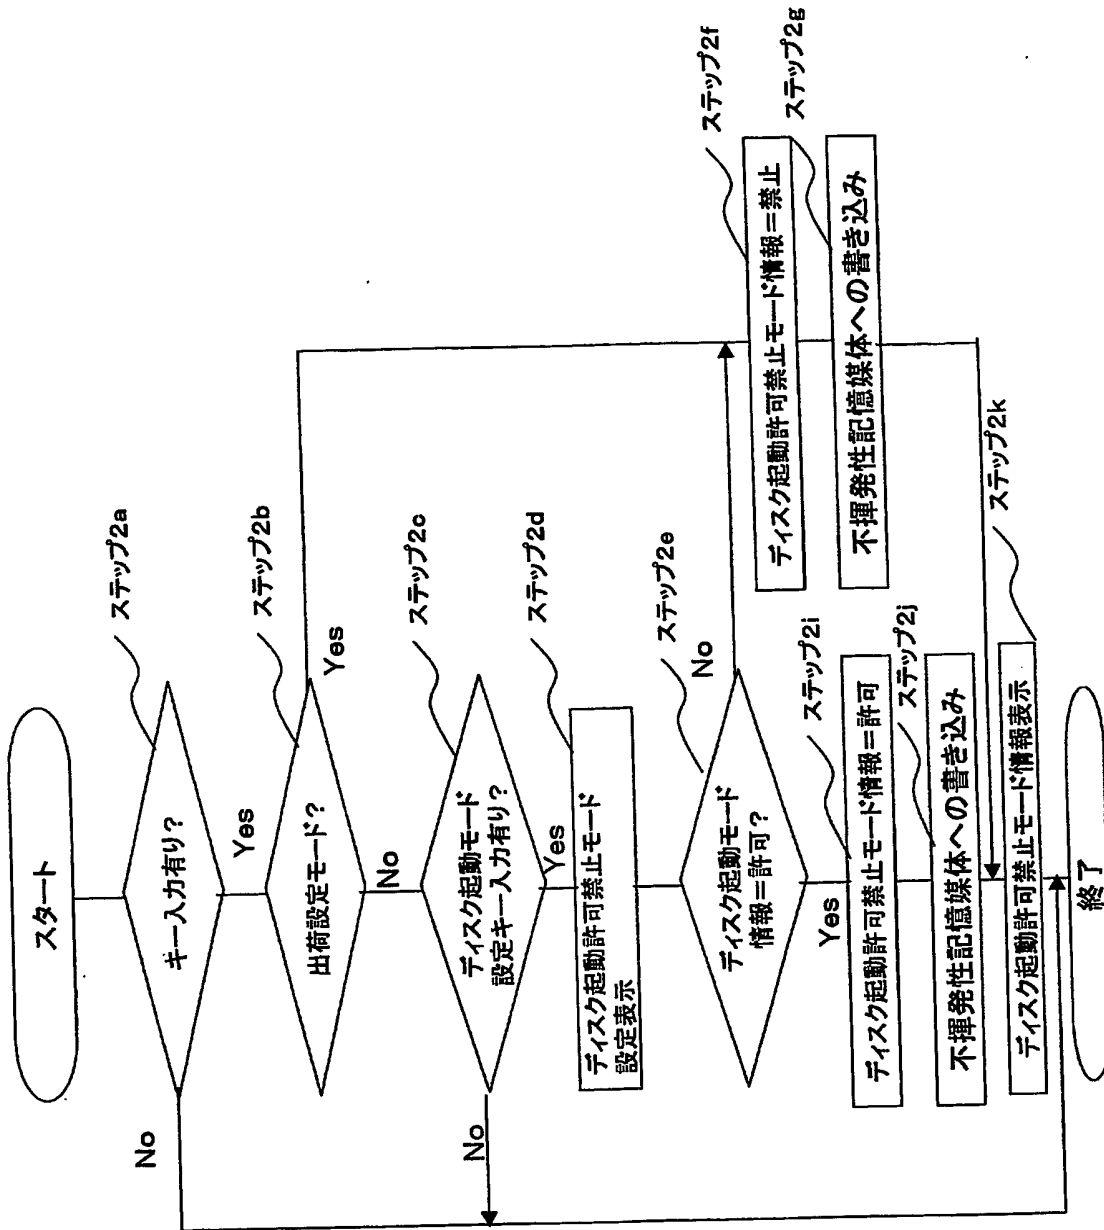 スタート
キー入力有り?
ステップ2a
No
Yes
出荷設定モード?
ステップ2b
Yes
No
ディスク起動モード
設定キー入力有り?
ステップ2c
No
Yes
ディスク起動許可禁止モード
設定表示
ステップ2d
ディスク起動モード
情報=許可?
ステップ2e
No
Yes
ディスク起動許可禁止モード情報=禁止
ステップ2f
不揮発性記憶媒体への書き込み
ステップ2g
ディスク起動許可禁止モード情報=許可
ステップ2i
不揮発性記憶媒体への書き込み
ステップ2j
ディスク起動許可禁止モード情報表示
ステップ2k
終了